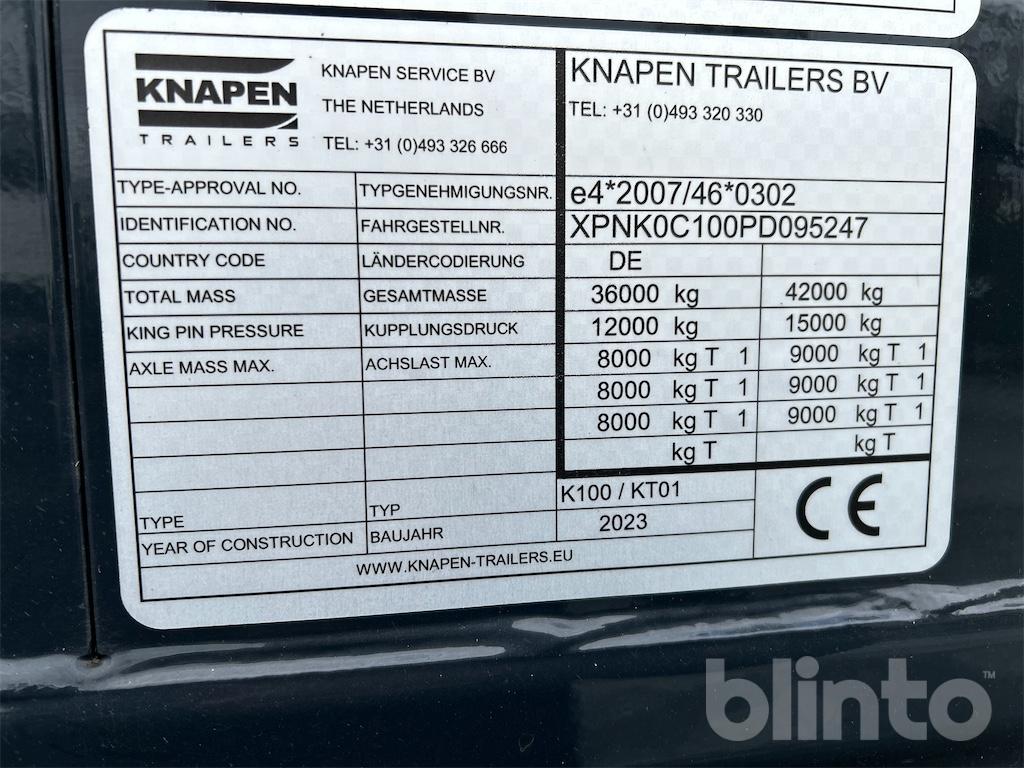 KNAPEN
TRAILERS
KNAPEN SERVICE BV
THE NETHERLANDS
TEL: +31 (0)493 326 666
KNAPEN TRAILERS BV
TEL: +31 (0)493 320 330
TYPE-APPROVAL NO. TYPGENEHMIGUNGSNR. e4*2007/46*0302
IDENTIFICATION NO. FAHRGESTELLNR. XPNK0C100PD095247
COUNTRY CODE LÄNDERCODIERUNG DE
TOTAL MASS GESAMTMASSE 36000 kg 42000 kg
KING PIN PRESSURE KUPPLUNGSDRUCK 12000 kg 15000 kg
AXLE MASS MAX. ACHSLAST MAX. 8000 kg T 1 9000 kg T 1
8000 kg T 1 9000 kg T 1
8000 kg T 1 9000 kg T 1
kg T kg T
TYPE TYP K100 / KT01
YEAR OF CONSTRUCTION BAUJAHR 2023
CE
WWW.KNAPEN-TRAILERS.EU
blinto™